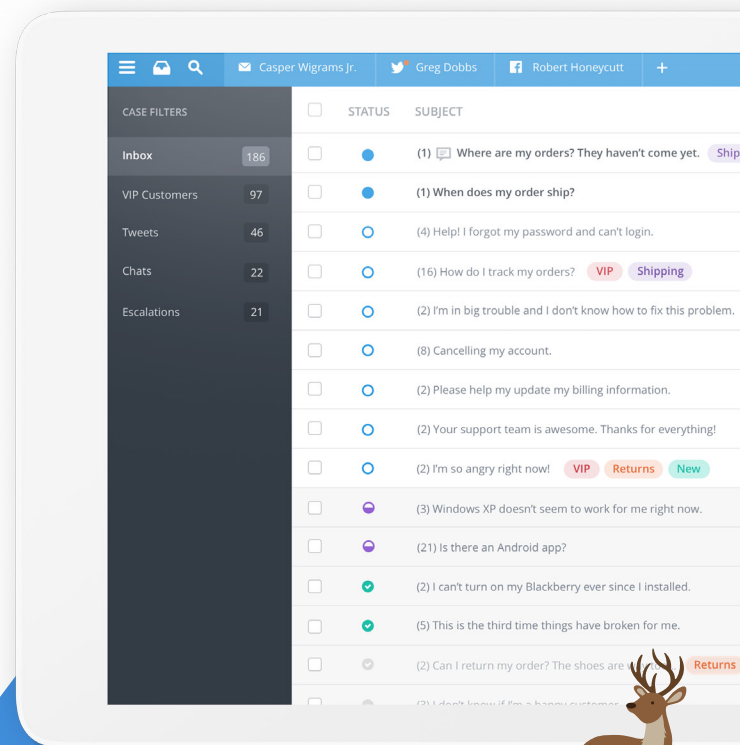 Casper Wigrams Jr. Greg Dobbs Robert Honeycutt +
CASE FILTERS
Inbox 186
VIP Customers 97
Tweets 46
Chats 22
Escalations 21
STATUS SUBJECT
(1) Where are my orders? They haven't come yet. Ship
(1) When does my order ship?
(4) Help! I forgot my password and can't login.
(16) How do I track my orders? VIP Shipping
(2) I'm in big trouble and I don't know how to fix this problem.
(8) Cancelling my account.
(2) Please help my update my billing information.
(2) Your support team is awesome. Thanks for everything!
(2) I'm so angry right now! VIP Returns New
(3) Windows XP doesn't seem to work for me right now.
(21) Is there an Android app?
(2) I can't turn on my Blackberry ever since I installed.
(5) This is the third time things have broken for me.
(2) Can I return my order? The shoes are Returns
(2) I don't know if I'm a happy customer